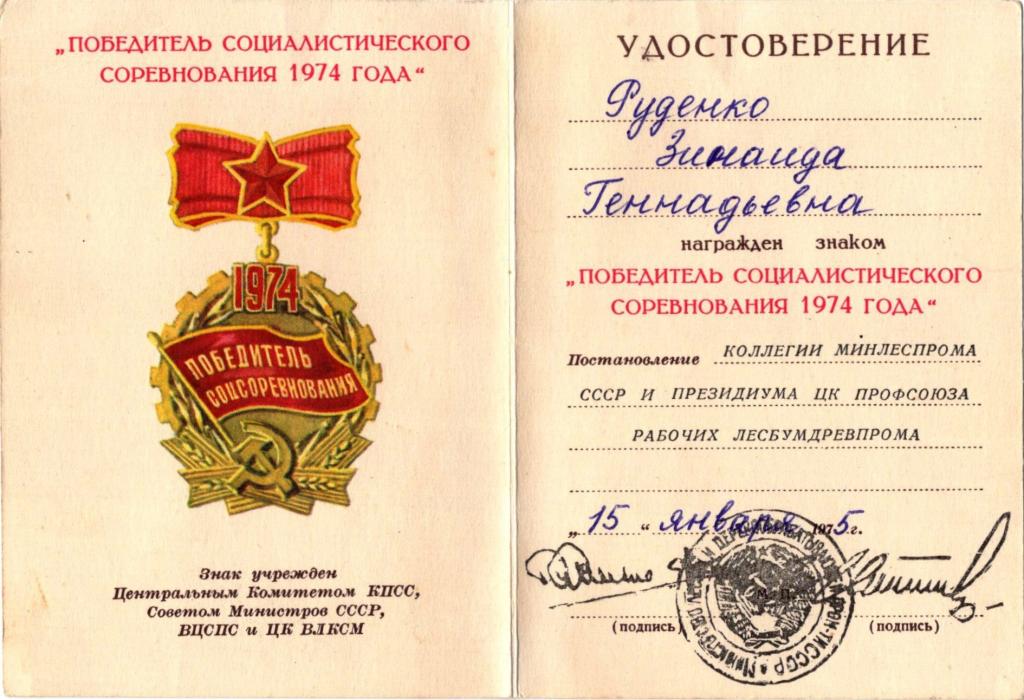 „ПОБЕДИТЕЛЬ СОЦИАЛИСТИЧЕСКОГО
СОРЕВНОВАНИЯ 1974 ГОДА“
1974
ПОБЕДИТЕЛЬ
СОЦСОРЕВНОВАНИЯ
Знак учрежден
Центральным Комитетом КПСС,
Советом Министров СССР,
ВЦСПС и ЦК ВЛКСМ
УДОСТОВЕРЕНИЕ
Руденко
Зинаида
Геннадьевна
награжден знаком
„ПОБЕДИТЕЛЬ СОЦИАЛИСТИЧЕСКОГО
СОРЕВНОВАНИЯ 1974 ГОДА“
Постановление КОЛЛЕГИИ МИНЛЕСПРОМА
СССР И ПРЕЗИДИУМА ЦК ПРОФСОЮЗА
РАБОЧИХ ЛЕСБУМДРЕВПРОМА
„15“ января 1975 г.
М. П.
(подпись) (подпись)